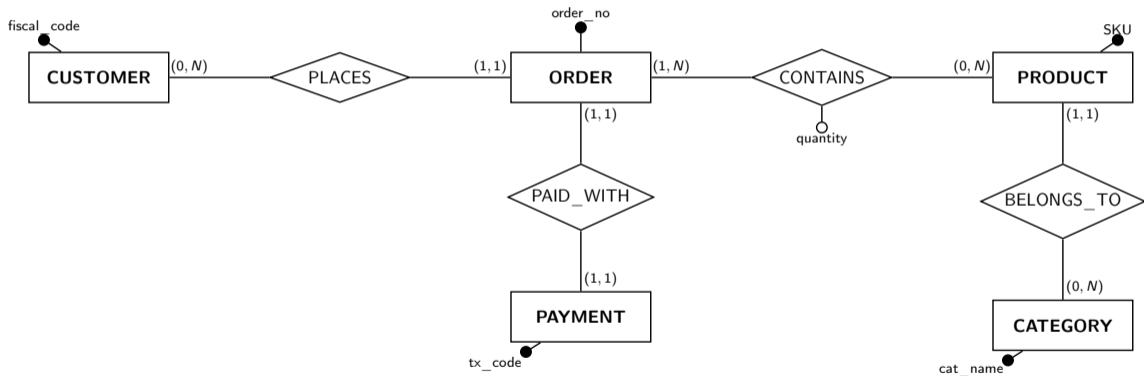 fiscal_code
order_no
SKU
CUSTOMER
(0, N)
PLACES
(1, 1)
ORDER
(1, N)
CONTAINS
(0, N)
PRODUCT
quantity
(1, 1)
(1, 1)
PAID_WITH
BELONGS_TO
(1, 1)
(0, N)
PAYMENT
CATEGORY
tx_code
cat_name